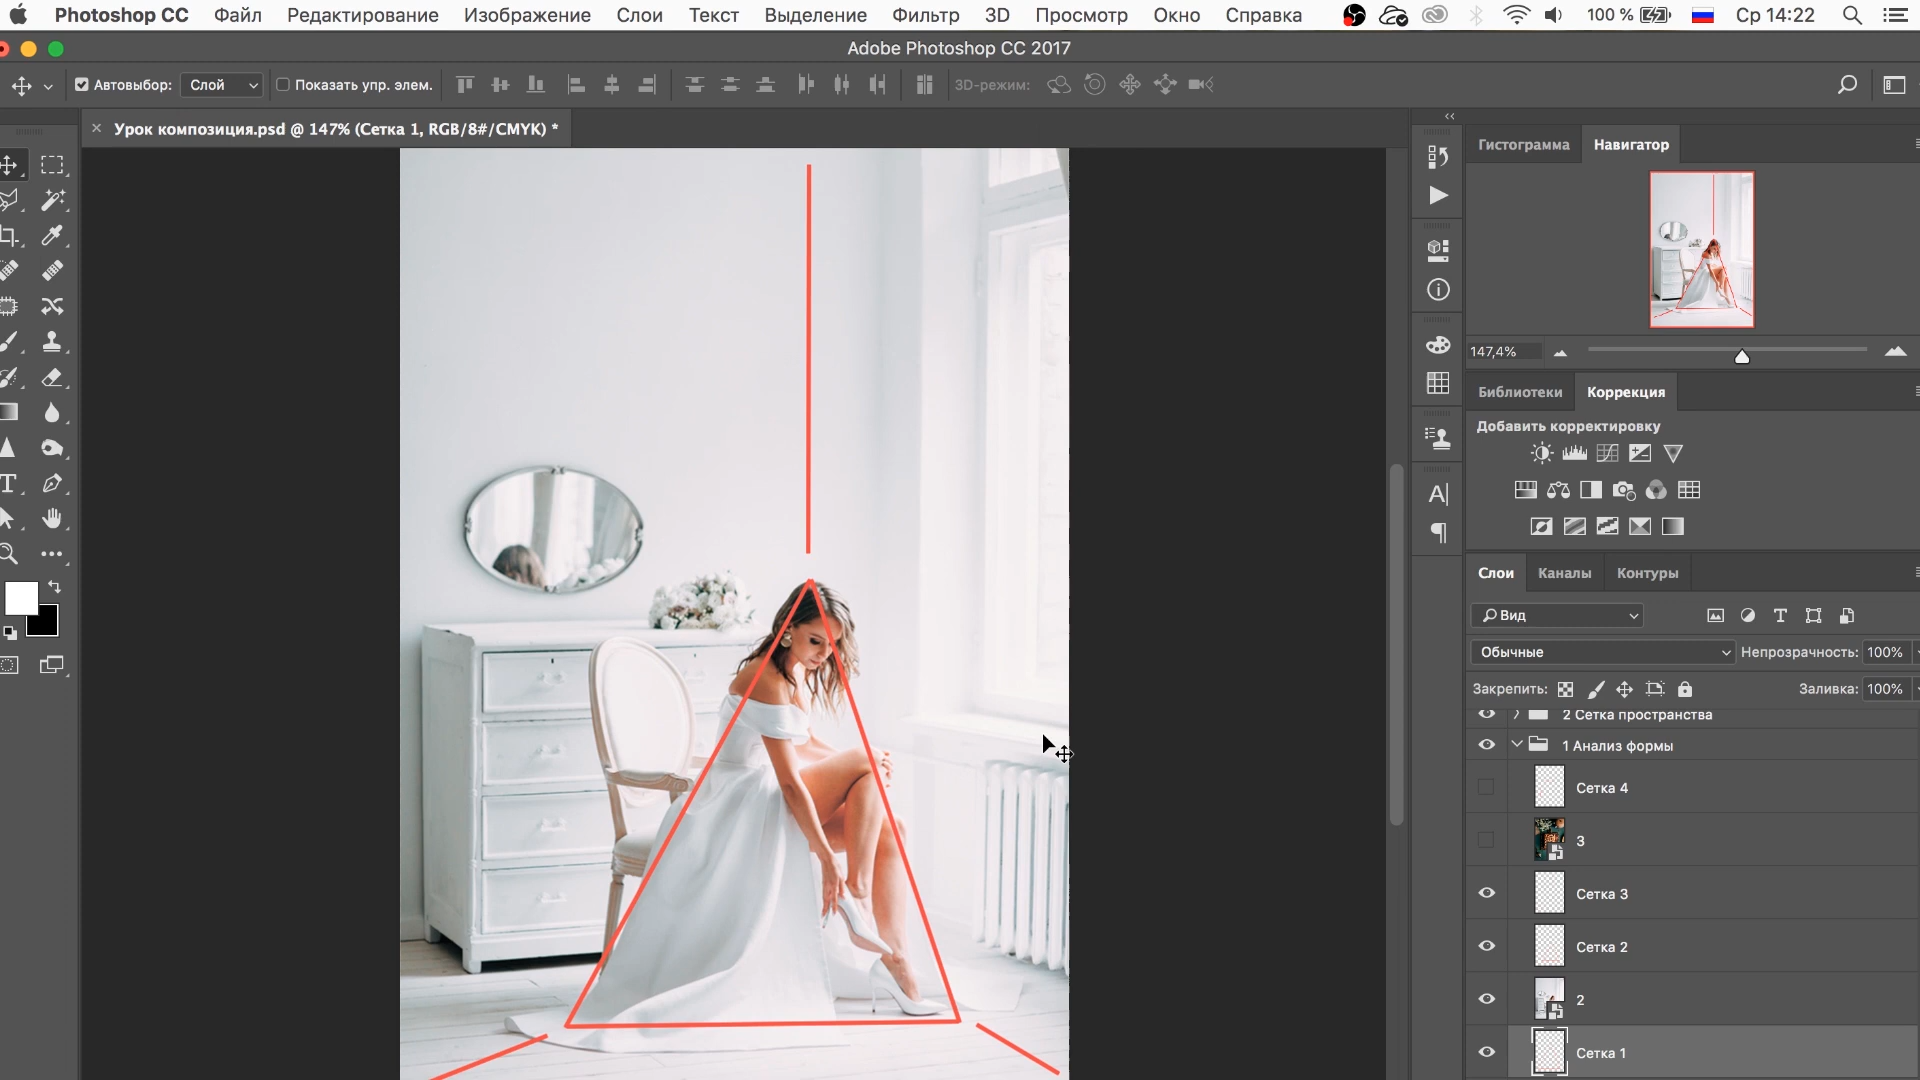 Photoshop CC Файл Редактирование Изображение Слои Текст Выделение Фильтр 3D Просмотр Окно Справка 100 % Ср 14:22
Adobe Photoshop CC 2017
Автовыбор: Слой Показать упр. элем. 3D-режим:
Урок композиция.psd @ 147% (Сетка 1, RGB/8#/CMYK) *
Гистограмма Навигатор
147,4%
Библиотеки Коррекция
Добавить корректировку
Слои Каналы Контуры
Вид
Обычные Непрозрачность: 100%
Закрепить: Заливка: 100%
2 Сетка пространства
1 Анализ формы
Сетка 4
3
Сетка 3
Сетка 2
2
Сетка 1